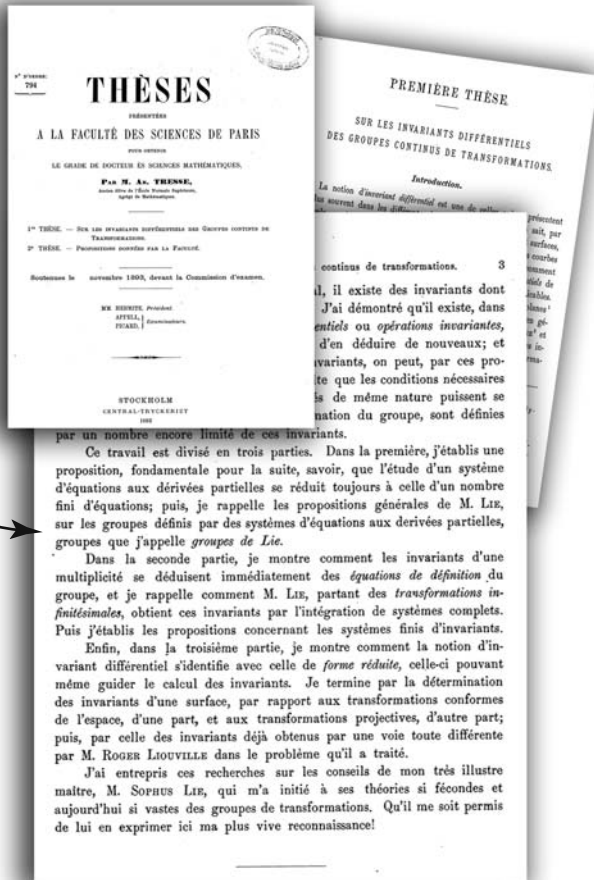 N° D'ORDRE:
794
THÈSES
PRÉSENTÉES
A LA FACULTÉ DES SCIENCES DE PARIS
POUR OBTENIR
LE GRADE DE DOCTEUR ÈS SCIENCES MATHÉMATIQUES,
PAR M. AR. TRESSE,
Ancien élève de l'École Normale Supérieure,
Agrégé de Mathématiques.
1re THÈSE. — SUR LES INVARIANTS DIFFÉRENTIELS DES GROUPES CONTINUS DE
TRANSFORMATIONS.
2e THÈSE. — PROPOSITIONS DONNÉES PAR LA FACULTÉ.
Soutenues le novembre 1893, devant la Commission d'examen.
MM. HERMITE, Président.
APPELL,
PICARD, } Examinateurs.
STOCKHOLM
CENTRAL-TRYCKERIET
PREMIÈRE THÈSE.
SUR LES INVARIANTS DIFFÉRENTIELS
DES GROUPES CONTINUS DE TRANSFORMATIONS.
Introduction.
La notion d'invariant différentiel est une de
présentent
sait, par
surfaces,
courbes
continus de transformations. 3
il existe des invariants dont
J'ai démontré qu'il existe, dans
ou opérations invariantes,
d'en déduire de nouveaux; et
on peut, par ces pro-
que les conditions nécessaires
de même nature puissent se
du groupe, sont définies
par un nombre encore limité de ces invariants.
Ce travail est divisé en trois parties. Dans la première, j'établis une
proposition, fondamentale pour la suite, savoir, que l'étude d'un système
d'équations aux dérivées partielles se réduit toujours à celle d'un nombre
fini d'équations; puis, je rappelle les propositions générales de M. LIE,
sur les groupes définis par des systèmes d'équations aux derivées partielles,
groupes que j'appelle groupes de Lie.
Dans la seconde partie, je montre comment les invariants d'une
multiplicité se déduisent immédiatement des équations de définition du
groupe, et je rappelle comment M. LIE, partant des transformations in-
finitésimales, obtient ces invariants par l'intégration de systèmes complets.
Puis j'établis les propositions concernant les systèmes finis d'invariants.
Enfin, dans la troisième partie, je montre comment la notion d'in-
variant différentiel s'identifie avec celle de forme réduite, celle-ci pouvant
même guider le calcul des invariants. Je termine par la détermination
des invariants d'une surface, par rapport aux transformations conformes
de l'espace, d'une part, et aux transformations projectives, d'autre part;
puis, par celle des invariants déjà obtenus par une voie toute différente
par M. ROGER LIOUVILLE dans le problème qu'il a traité.
J'ai entrepris ces recherches sur les conseils de mon très illustre
maître, M. SOPHUS LIE, qui m'a initié à ses théories si fécondes et
aujourd'hui si vastes des groupes de transformations. Qu'il me soit permis
de lui en exprimer ici ma plus vive reconnaissance!